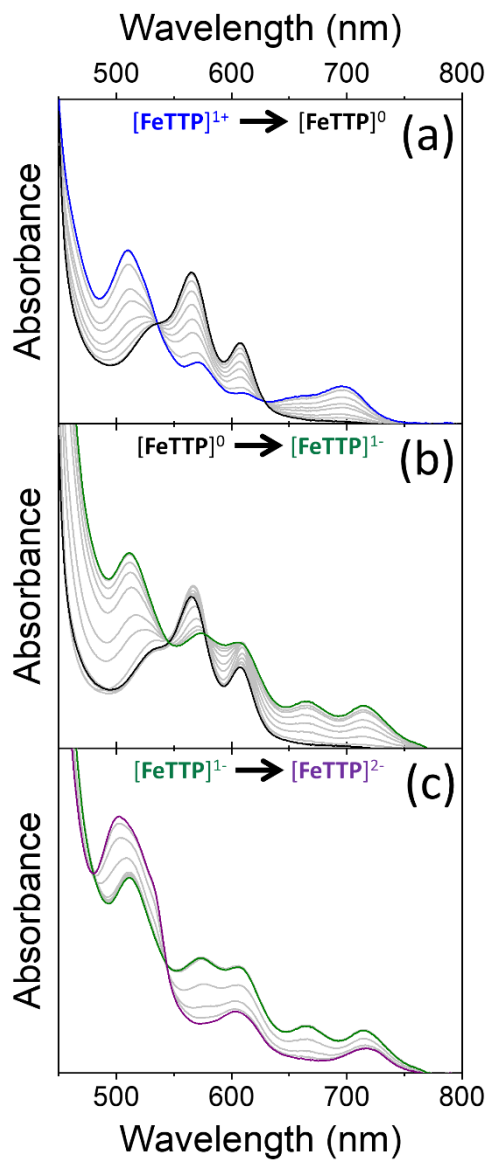 Wavelength (nm)
500 600 700 800
[FeTTP]¹⁺ → [FeTTP]⁰ (a)
Absorbance
[FeTTP]⁰ → [FeTTP]¹⁻ (b)
Absorbance
[FeTTP]¹⁻ → [FeTTP]²⁻ (c)
Absorbance
500 600 700 800
Wavelength (nm)